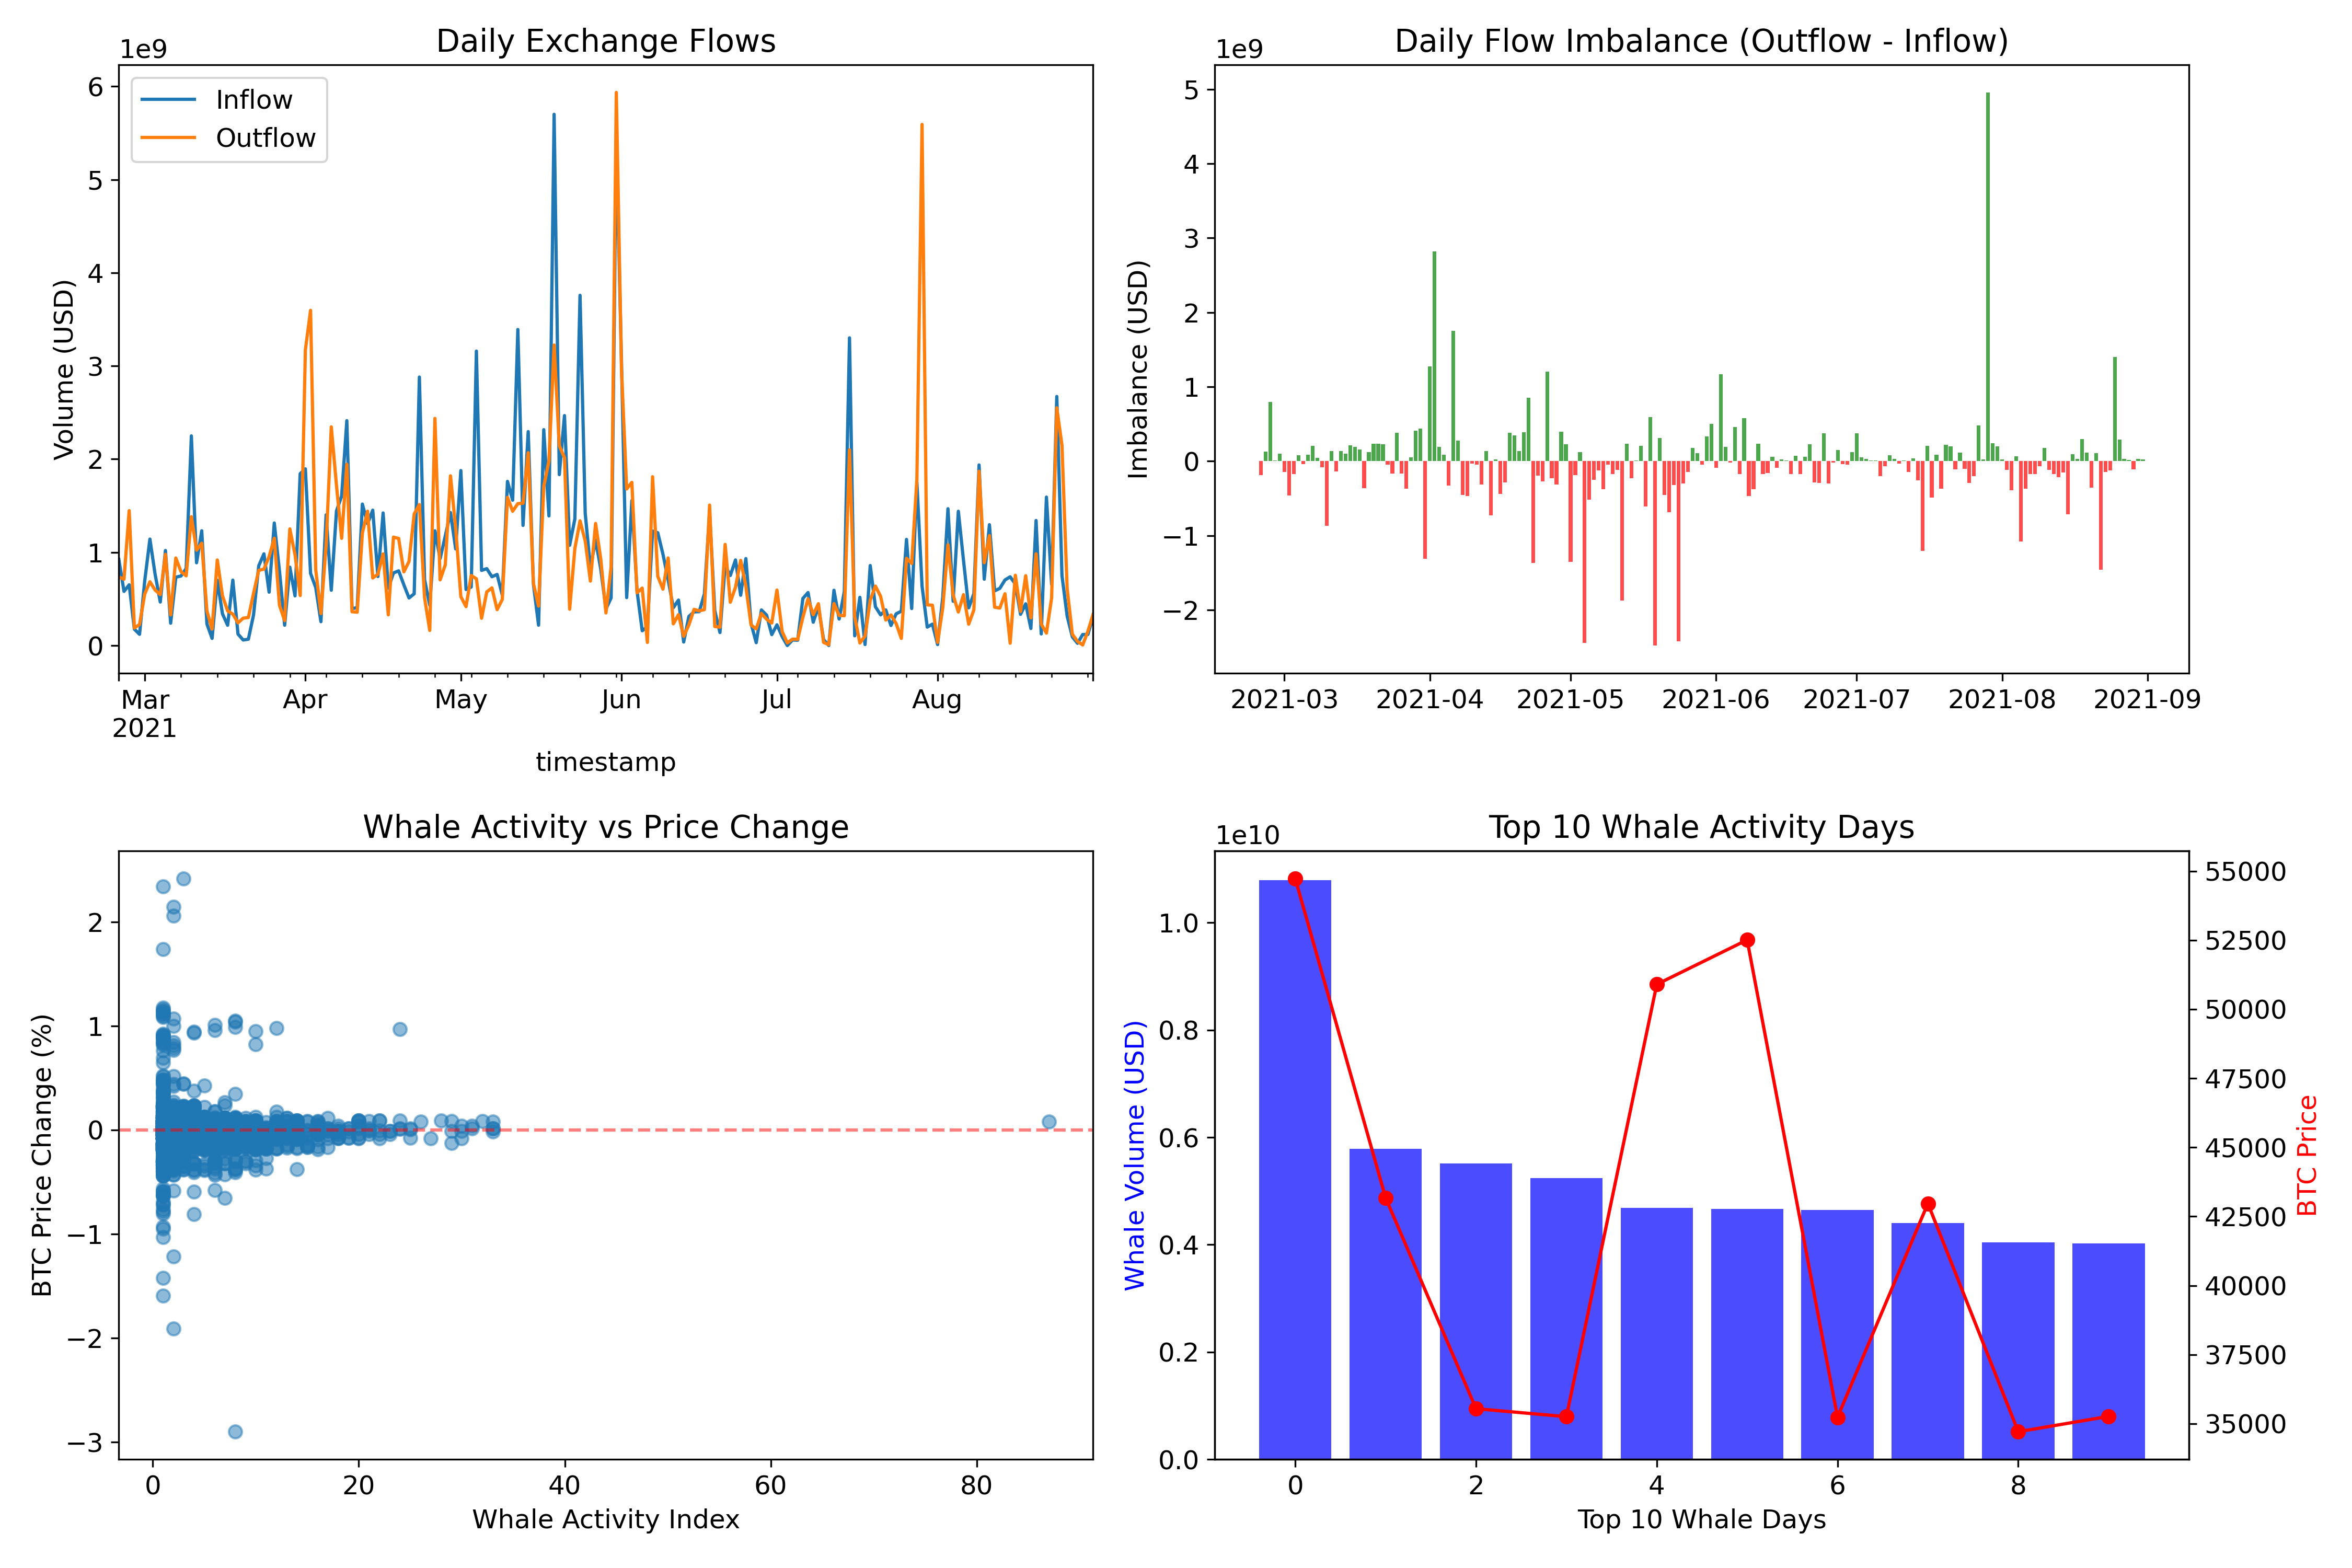 Daily Exchange Flows
1e9
Inflow
Outflow
6
5
4
3
2
1
0
Volume (USD)
Mar
2021
Apr
May
Jun
Jul
Aug
timestamp
Daily Flow Imbalance (Outflow - Inflow)
1e9
5
4
3
2
1
0
−1
−2
Imbalance (USD)
2021-03
2021-04
2021-05
2021-06
2021-07
2021-08
2021-09
Whale Activity vs Price Change
2
1
0
−1
−2
−3
BTC Price Change (%)
0
20
40
60
80
Whale Activity Index
Top 10 Whale Activity Days
1e10
1.0
0.8
0.6
0.4
0.2
0.0
Whale Volume (USD)
55000
52500
50000
47500
45000
42500
40000
37500
35000
BTC Price
0
2
4
6
8
Top 10 Whale Days